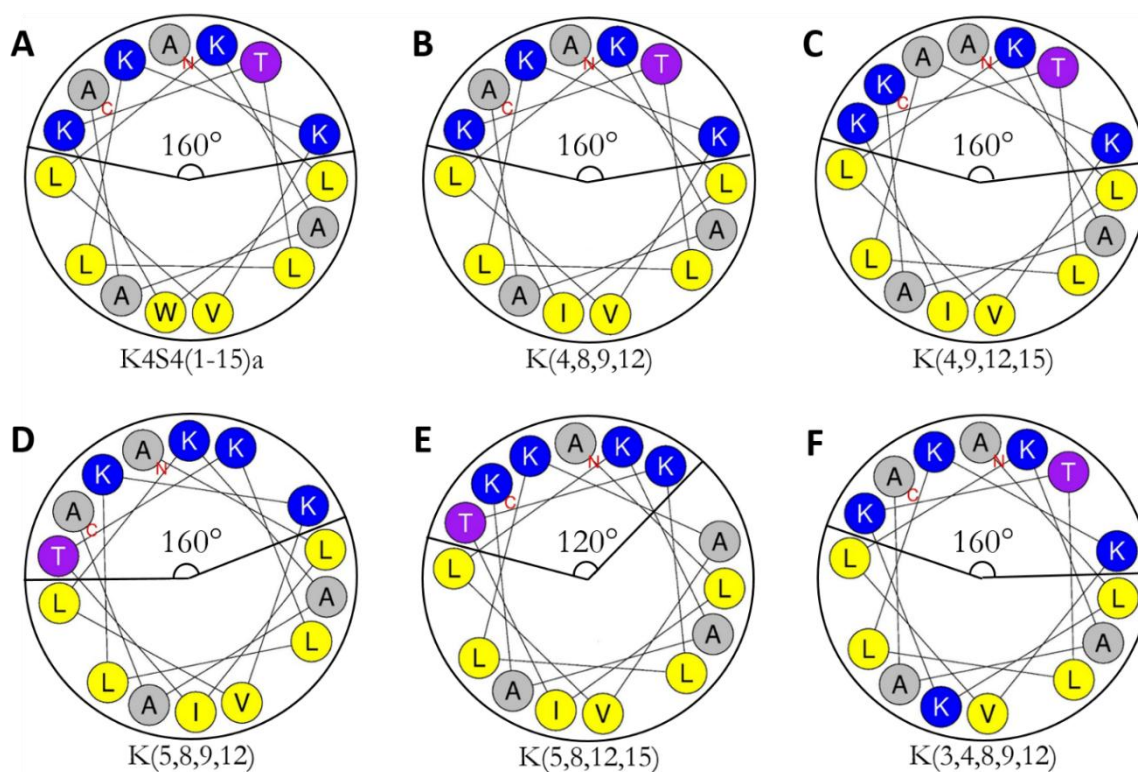 A
K A K T
N
A
C
K K
160°
L L
A
L L
A W V
K4S4(1-15)a
B
K A K T
N
A
C
K K
160°
L L
A
L L
A I V
K(4,8,9,12)
C
A A K T
N
K
C
K K
160°
L L
A
L L
A I V
K(4,9,12,15)
D
A K K
K
N
A
C
K
T
160°
L
L A
L
L
A I V
K(5,8,9,12)
E
A K K
K
N
K
C
T
120°
A
L L
A
L L
A I V
K(5,8,12,15)
F
K A K T
N
A
C
K K
160°
L L
A
L L
A K V
K(3,4,8,9,12)